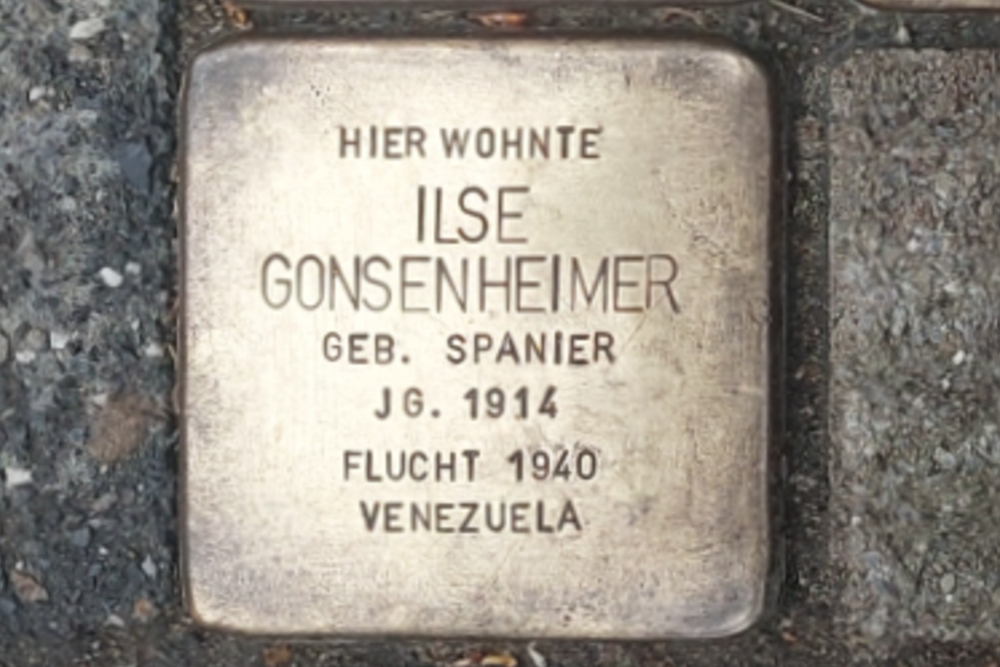 HIER WOHNTE
ILSE
GONSENHEIMER
GEB. SPANIER
JG. 1914
FLUCHT 1940
VENEZUELA